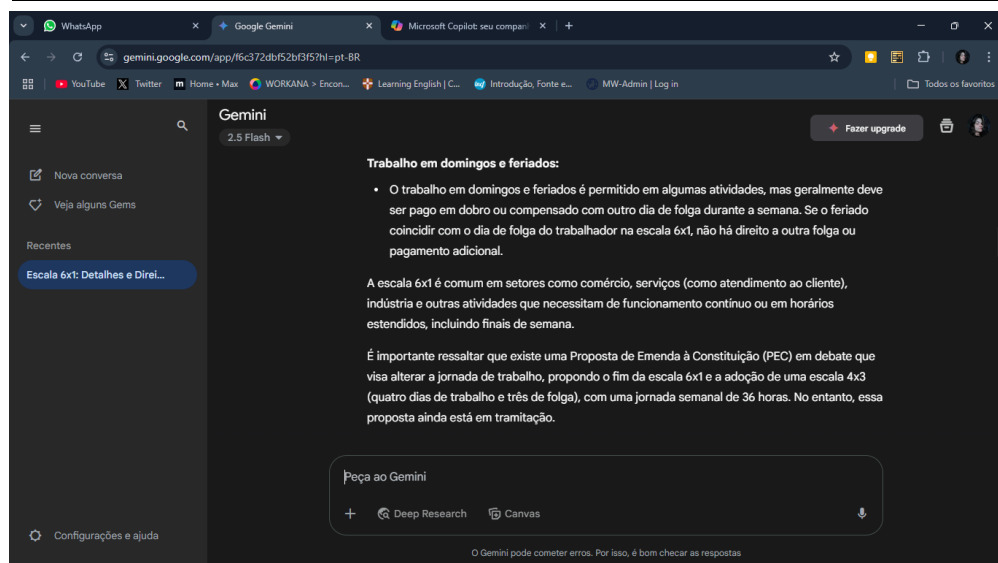 WhatsApp
Google Gemini
Microsoft Copilot: seu compan
gemini.google.com/app/f6c372dbf52bf3f5?hl=pt-BR
YouTube
Twitter
Home • Max
WORKANA > Encon...
Learning English | C...
Introdução, Fonte e...
MW-Admin | Log in
Todos os favoritos
Gemini
2.5 Flash
Fazer upgrade
Nova conversa
Veja alguns Gems
Recentes
Escala 6x1: Detalhes e Direi...
Trabalho em domingos e feriados:
• O trabalho em domingos e feriados é permitido em algumas atividades, mas geralmente deve
ser pago em dobro ou compensado com outro dia de folga durante a semana. Se o feriado
coincidir com o dia de folga do trabalhador na escala 6x1, não há direito a outra folga ou
pagamento adicional.
A escala 6x1 é comum em setores como comércio, serviços (como atendimento ao cliente),
indústria e outras atividades que necessitam de funcionamento contínuo ou em horários
estendidos, incluindo finais de semana.
É importante ressaltar que existe uma Proposta de Emenda à Constituição (PEC) em debate que
visa alterar a jornada de trabalho, propondo o fim da escala 6x1 e a adoção de uma escala 4x3
(quatro dias de trabalho e três de folga), com uma jornada semanal de 36 horas. No entanto, essa
proposta ainda está em tramitação.
Peça ao Gemini
Deep Research
Canvas
Configurações e ajuda
O Gemini pode cometer erros. Por isso, é bom checar as respostas